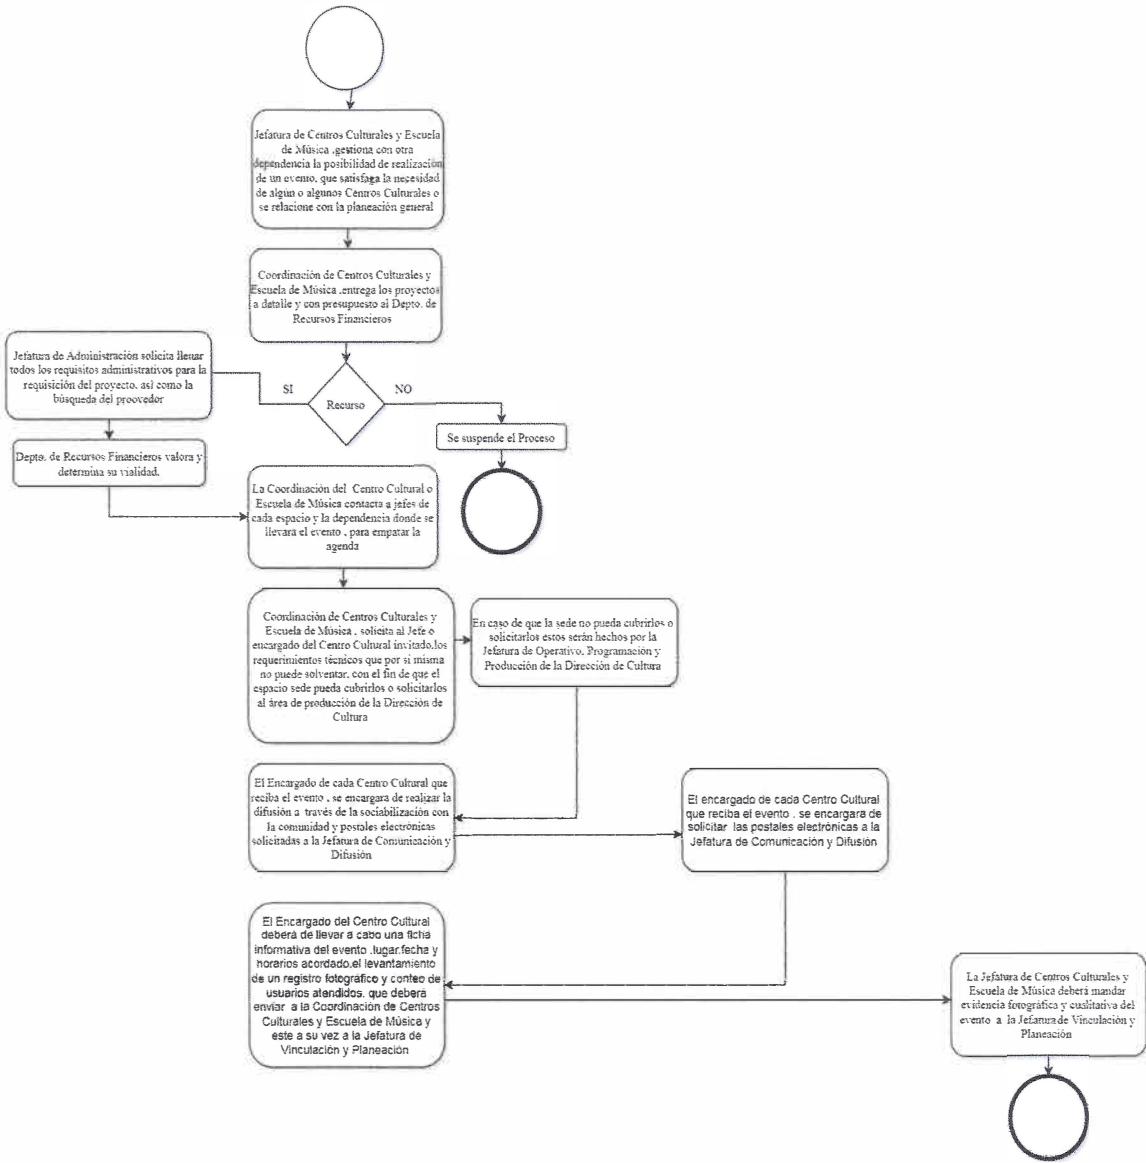 Jefatura de Centros Culturales y Escuela
de Música .gestiona con otra
dependencia la posibilidad de realización
de un evento, que satisfaga la necesidad
de algún o algunos Centros Culturales o
se relacione con la planeación general
Coordinación de Centros Culturales y
Escuela de Música .entrega los proyectos
a detalle y con presupuesto al Depto. de
Recursos Financieros
Jefatura de Administración solicita llenar
todos los requisitos administrativos para la
requisición del proyecto, así como la
búsqueda del proovedor
SI
Recurso
NO
Se suspende el Proceso
Depto. de Recursos Financieros valora y
determina su vialidad.
La Coordinación del Centro Cultural o
Escuela de Música contacta a jefes de
cada espacio y la dependencia donde se
llevara el evento , para empatar la
agenda
Coordinación de Centros Culturales y
Escuela de Música , solicita al Jefe o
encargado del Centro Cultural invitado,los
requerimientos técnicos que por si misma
no puede solventar, con el fin de que el
espacio sede pueda cubrirlos o solicitarlos
al área de producción de la Dirección de
Cultura
En caso de que la sede no pueda cubrirlos o
solicitarlos estos serán hechos por la
Jefatura de Operativo, Programación y
Producción de la Dirección de Cultura
El Encargado de cada Centro Cultural que
reciba el evento , se encargara de realizar la
difusión a través de la sociabilización con
la comunidad y postales electrónicas
solicitadas a la Jefatura de Comunicación y
Difusión
El encargado de cada Centro Cultural
que reciba el evento , se encargara de
solicitar las postales electrónicas a la
Jefatura de Comunicación y Difusión
El Encargado del Centro Cultural
deberá de llevar a cabo una ficha
informativa del evento .lugar,fecha y
horarios acordado,el levantamiento
de un registro fotográfico y conteo de
usuarios atendidos, que deberá
enviar a la Coordinación de Centros
Culturales y Escuela de Música y
este a su vez a la Jefatura de
Vinculación y Planeación
La Jefatura de Centros Culturales y
Escuela de Música deberá mandar
evidencia fotográfica y cualitativa del
evento a la Jefatura de Vinculación y
Planeación